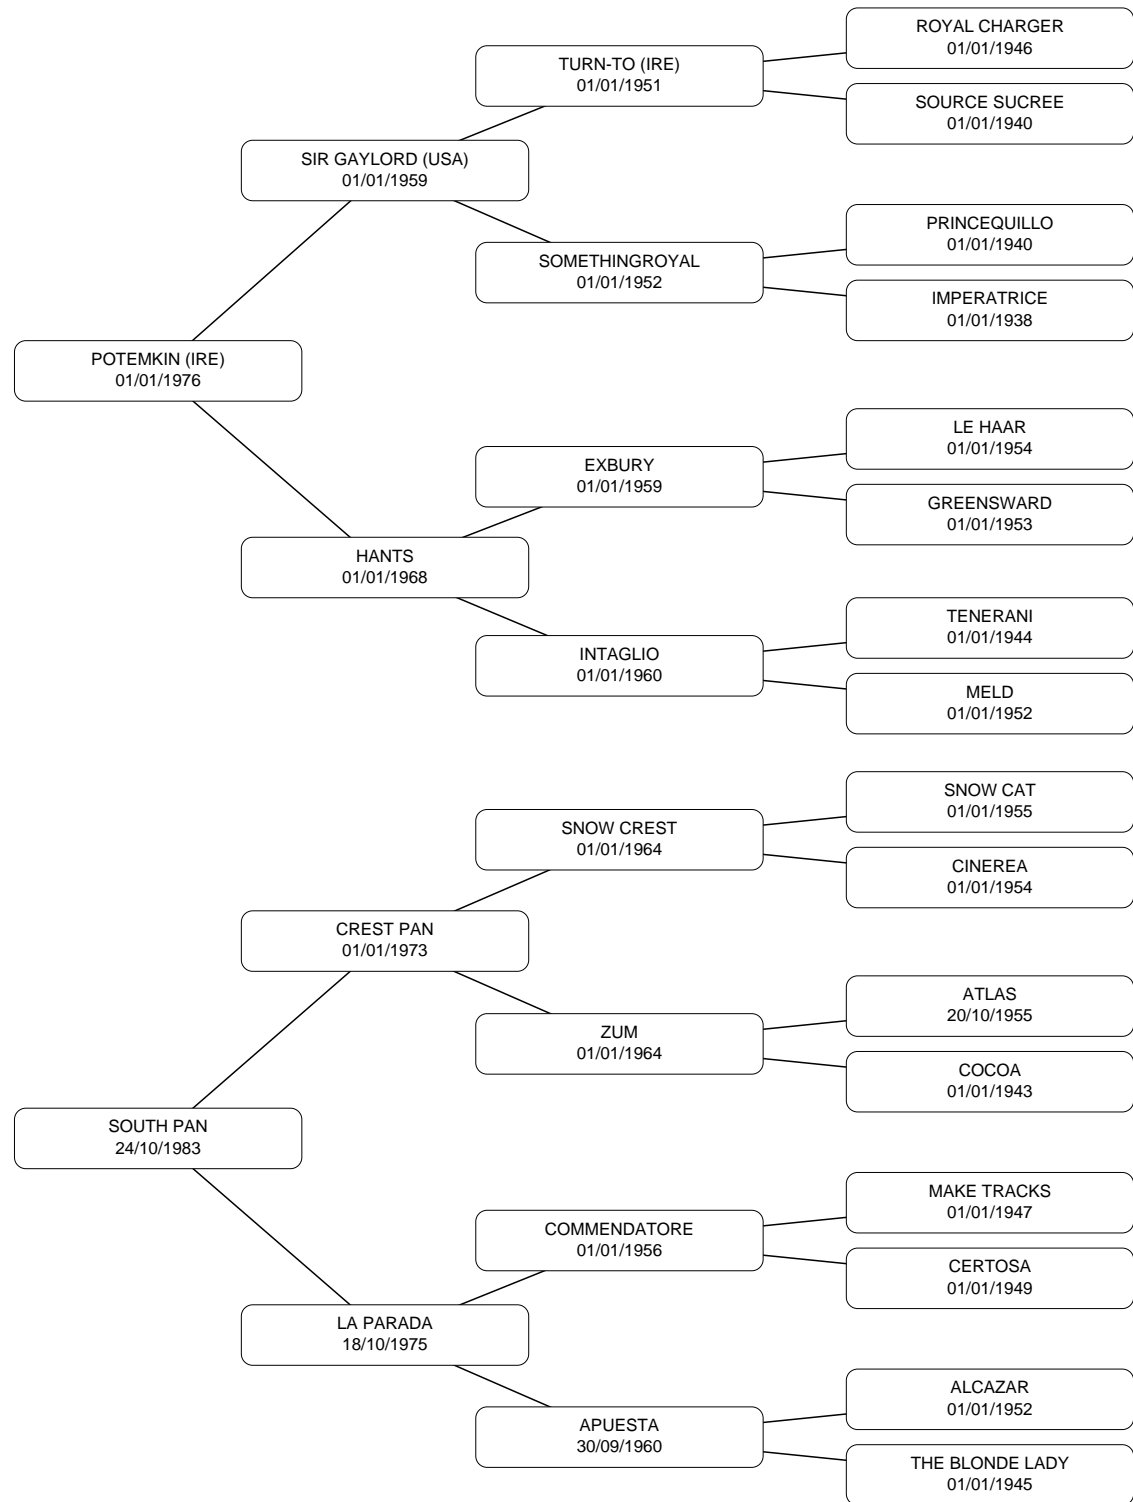 ROYAL CHARGER
01/01/1946
TURN-TO (IRE)
01/01/1951
SOURCE SUCREE
01/01/1940
SIR GAYLORD (USA)
01/01/1959
PRINCEQUILLO
01/01/1940
SOMETHINGROYAL
01/01/1952
IMPERATRICE
01/01/1938
POTEMKIN (IRE)
01/01/1976
LE HAAR
01/01/1954
EXBURY
01/01/1959
GREENSWARD
01/01/1953
HANTS
01/01/1968
TENERANI
01/01/1944
INTAGLIO
01/01/1960
MELD
01/01/1952
SNOW CAT
01/01/1955
SNOW CREST
01/01/1964
CINEREA
01/01/1954
CREST PAN
01/01/1973
ATLAS
20/10/1955
ZUM
01/01/1964
COCOA
01/01/1943
SOUTH PAN
24/10/1983
MAKE TRACKS
01/01/1947
COMMENDATORE
01/01/1956
CERTOSA
01/01/1949
LA PARADA
18/10/1975
ALCAZAR
01/01/1952
APUESTA
30/09/1960
THE BLONDE LADY
01/01/1945